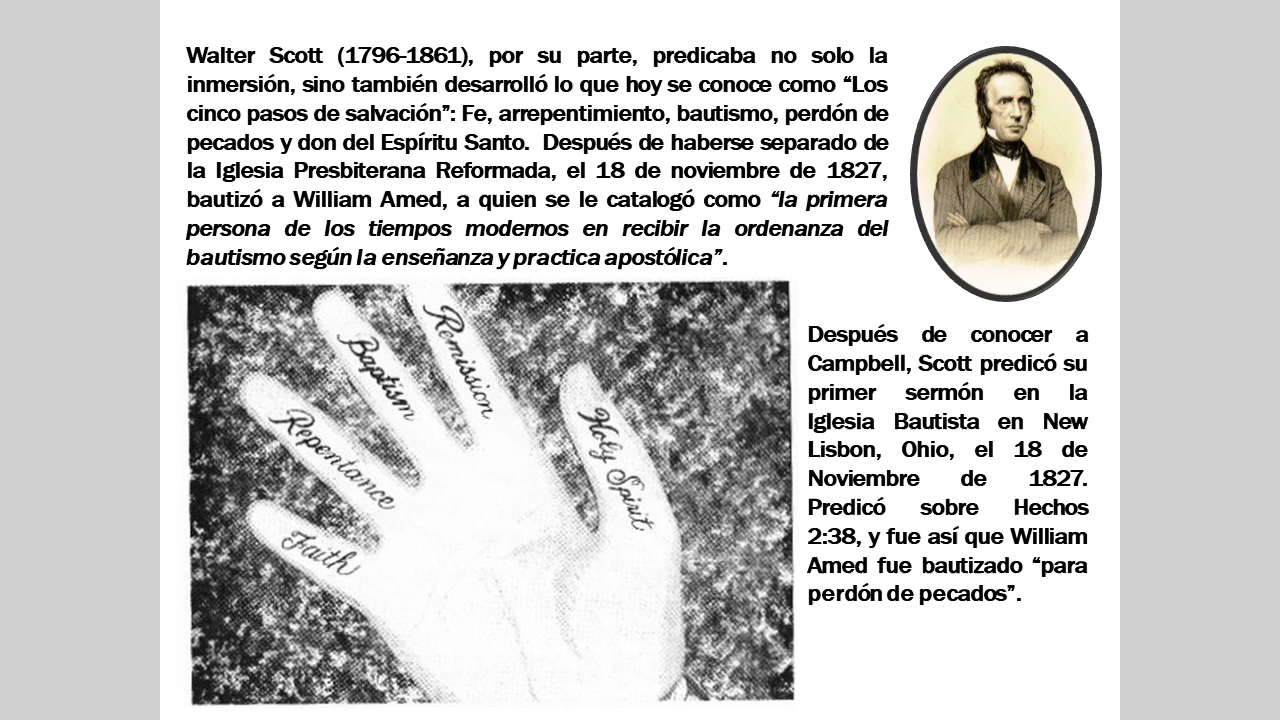 Walter Scott (1796-1861), por su parte, predicaba no solo la
inmersión, sino también desarrolló lo que hoy se conoce como “Los
cinco pasos de salvación”: Fe, arrepentimiento, bautismo, perdón de
pecados y don del Espíritu Santo.  Después de haberse separado de
la Iglesia Presbiterana Reformada, el 18 de noviembre de 1827,
bautizó a William Amed, a quien se le catalogó como “la primera
persona de los tiempos modernos en recibir la ordenanza del
bautismo según la enseñanza y practica apostólica”.
Faith
Repentance
Baptism
Remission
Holy Spirit
Después de conocer a
Campbell, Scott predicó su
primer sermón en la
Iglesia Bautista en New
Lisbon, Ohio, el 18 de
Noviembre de 1827.
Predicó sobre Hechos
2:38, y fue así que William
Amed fue bautizado “para
perdón de pecados”.